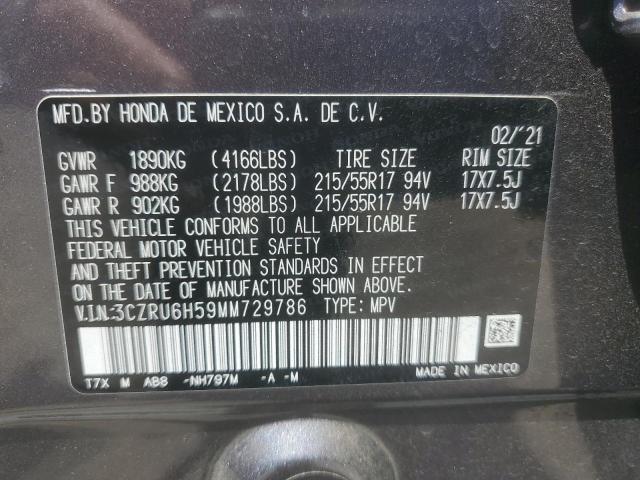 MFD.BY HONDA DE MEXICO S.A. DE C.V.
02/'21
GVWR 1890KG (4166LBS) TIRE SIZE RIM SIZE
GAWR F 988KG (2178LBS) 215/55R17 94V 17X7.5J
GAWR R 902KG (1988LBS) 215/55R17 94V 17X7.5J
THIS VEHICLE CONFORMS TO ALL APPLICABLE
FEDERAL MOTOR VEHICLE SAFETY
AND THEFT PREVENTION STANDARDS IN EFFECT
ON THE DATE OF MANUFACTURE SHOWN ABOVE.
V.I.N.:3CZRU6H59MM729786 TYPE: MPV
T7X M AB8 -NH797M -A -M
MADE IN MEXICO